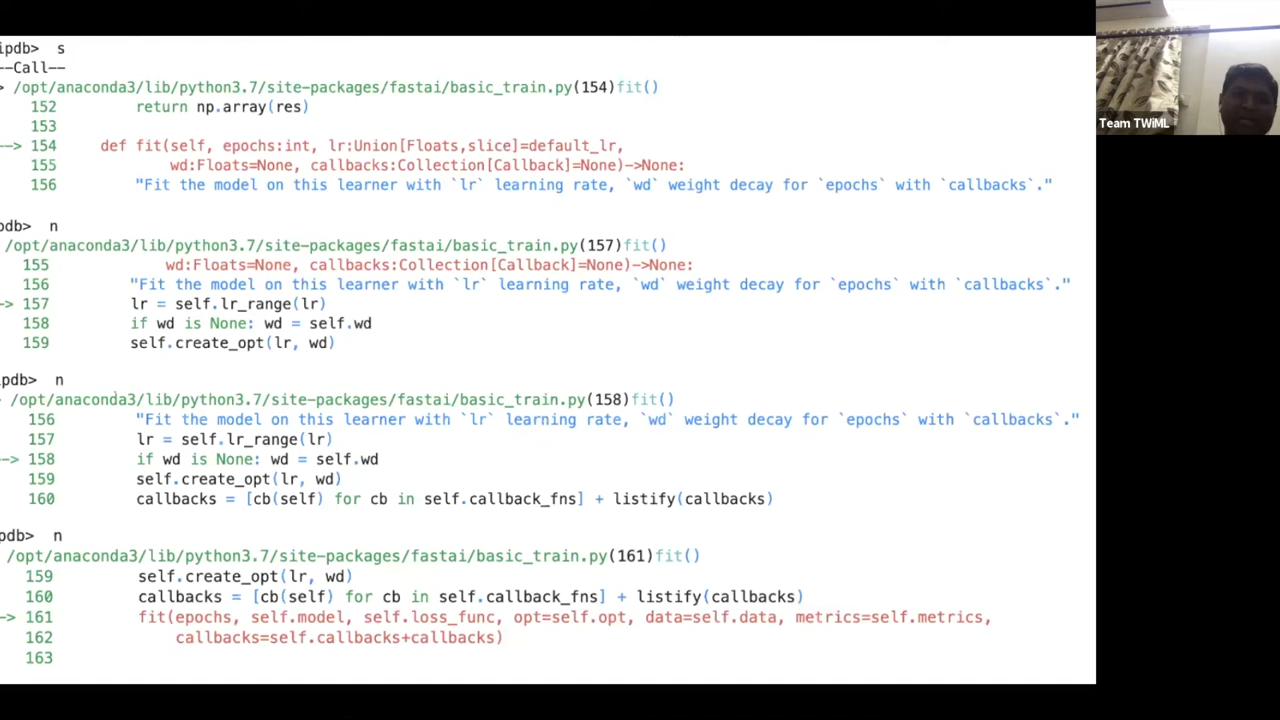 ipdb> s
--Call--
> /opt/anaconda3/lib/python3.7/site-packages/fastai/basic_train.py(154)fit()
152 return np.array(res)
153
--> 154 def fit(self, epochs:int, lr:Union[Floats,slice]=default_lr,
155 wd:Floats=None, callbacks:Collection[Callback]=None)->None:
156 "Fit the model on this learner with `lr` learning rate, `wd` weight decay for `epochs` with `callbacks`."
pdb> n
/opt/anaconda3/lib/python3.7/site-packages/fastai/basic_train.py(157)fit()
155 wd:Floats=None, callbacks:Collection[Callback]=None)->None:
156 "Fit the model on this learner with `lr` learning rate, `wd` weight decay for `epochs` with `callbacks`."
-> 157 lr = self.lr_range(lr)
158 if wd is None: wd = self.wd
159 self.create_opt(lr, wd)
ipdb> n
/opt/anaconda3/lib/python3.7/site-packages/fastai/basic_train.py(158)fit()
156 "Fit the model on this learner with `lr` learning rate, `wd` weight decay for `epochs` with `callbacks`."
157 lr = self.lr_range(lr)
--> 158 if wd is None: wd = self.wd
159 self.create_opt(lr, wd)
160 callbacks = [cb(self) for cb in self.callback_fns] + listify(callbacks)
pdb> n
/opt/anaconda3/lib/python3.7/site-packages/fastai/basic_train.py(161)fit()
159 self.create_opt(lr, wd)
160 callbacks = [cb(self) for cb in self.callback_fns] + listify(callbacks)
-> 161 fit(epochs, self.model, self.loss_func, opt=self.opt, data=self.data, metrics=self.metrics,
162 callbacks=self.callbacks+callbacks)
163
Team TWiML